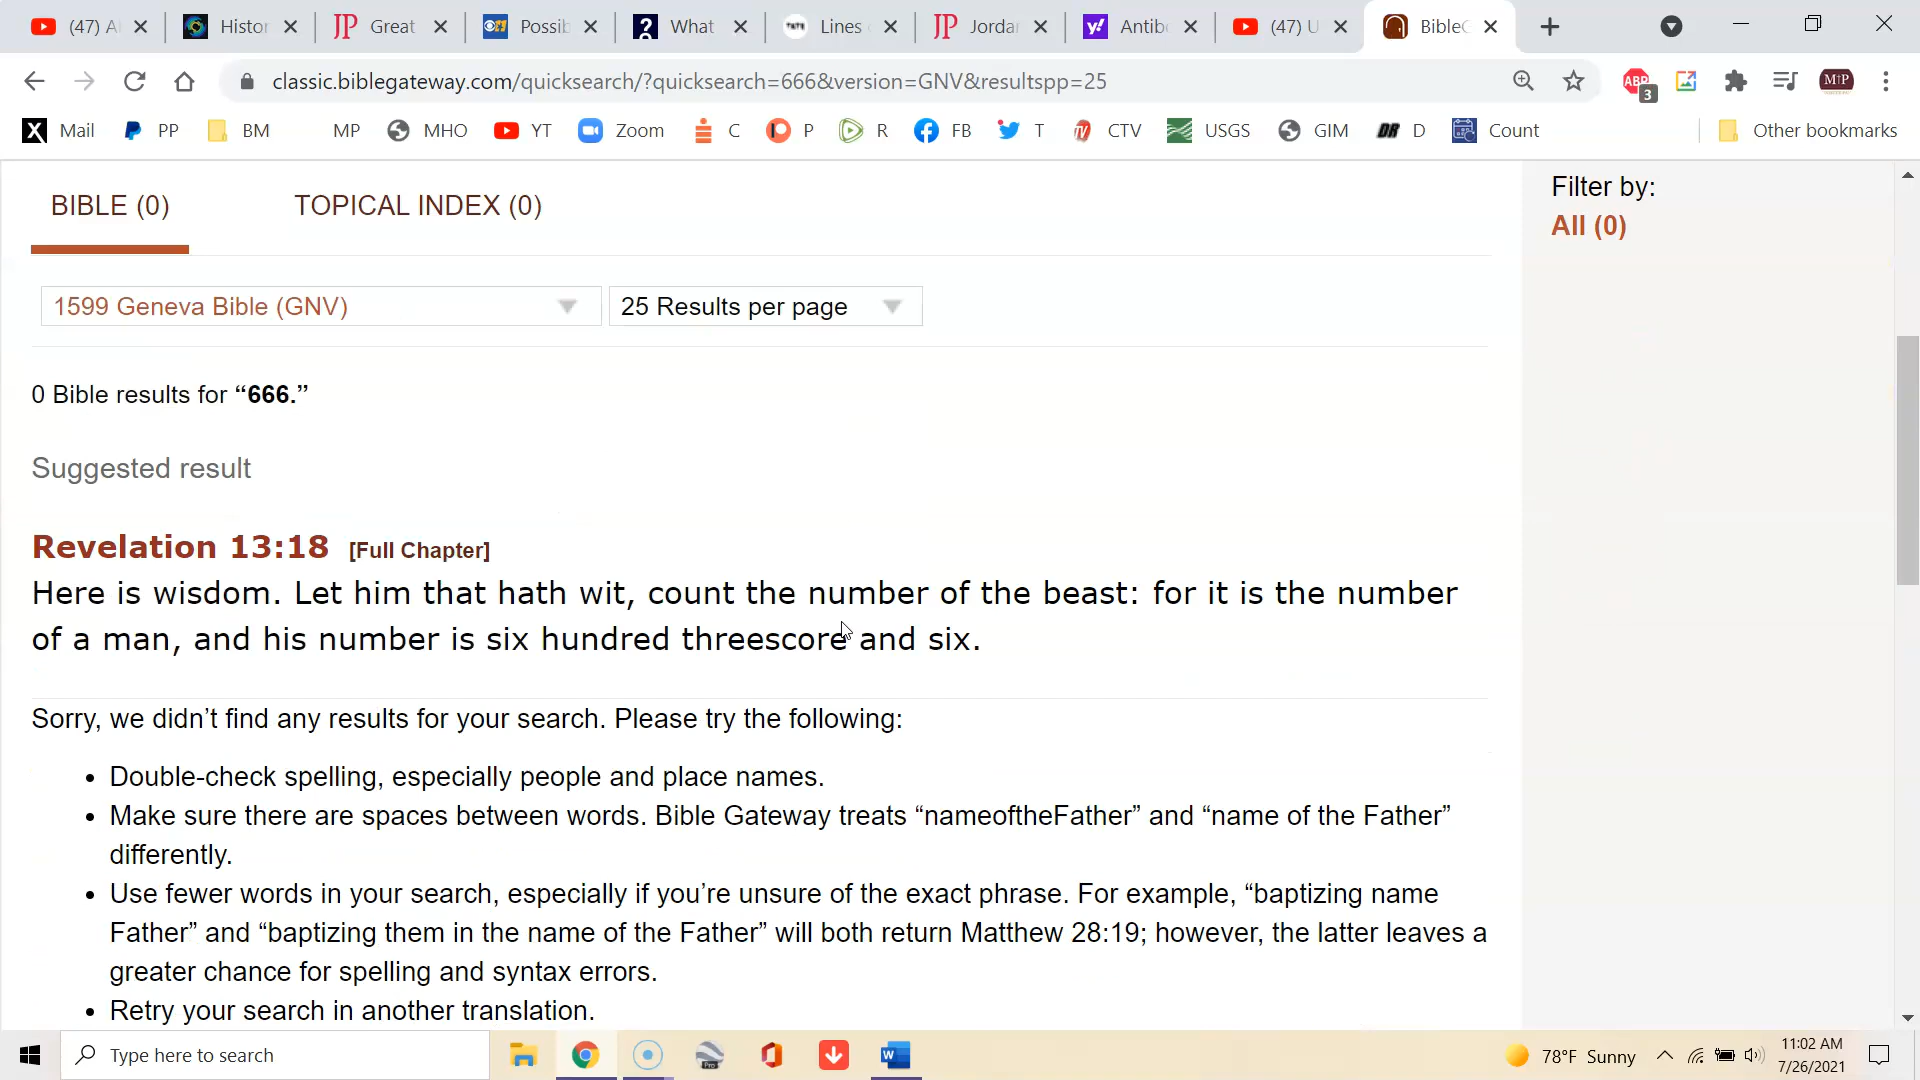 (47) A
Histor
JP Great
Possib
? What
TATE Lines
JP Jordan
y! Antib
(47) U
BibleG
classic.biblegateway.com/quicksearch/?quicksearch=666&version=GNV&resultspp=25
ABP 3
M†P
X Mail
PP
BM
MP
MHO
YT
Zoom
C
P
R
FB
T
CTV
USGS
GIM
DR D
Count
Other bookmarks
BIBLE (0)
TOPICAL INDEX (0)
Filter by:
All (0)
1599 Geneva Bible (GNV)
25 Results per page
0 Bible results for “666.”
Suggested result
Revelation 13:18 [Full Chapter]
Here is wisdom. Let him that hath wit, count the number of the beast: for it is the number
of a man, and his number is six hundred threescore and six.
Sorry, we didn’t find any results for your search. Please try the following:
• Double-check spelling, especially people and place names.
• Make sure there are spaces between words. Bible Gateway treats “nameoftheFather” and “name of the Father”
differently.
• Use fewer words in your search, especially if you’re unsure of the exact phrase. For example, “baptizing name
Father” and “baptizing them in the name of the Father” will both return Matthew 28:19; however, the latter leaves a
greater chance for spelling and syntax errors.
• Retry your search in another translation.
Type here to search
Pro
W
78°F Sunny
11:02 AM
7/26/2021